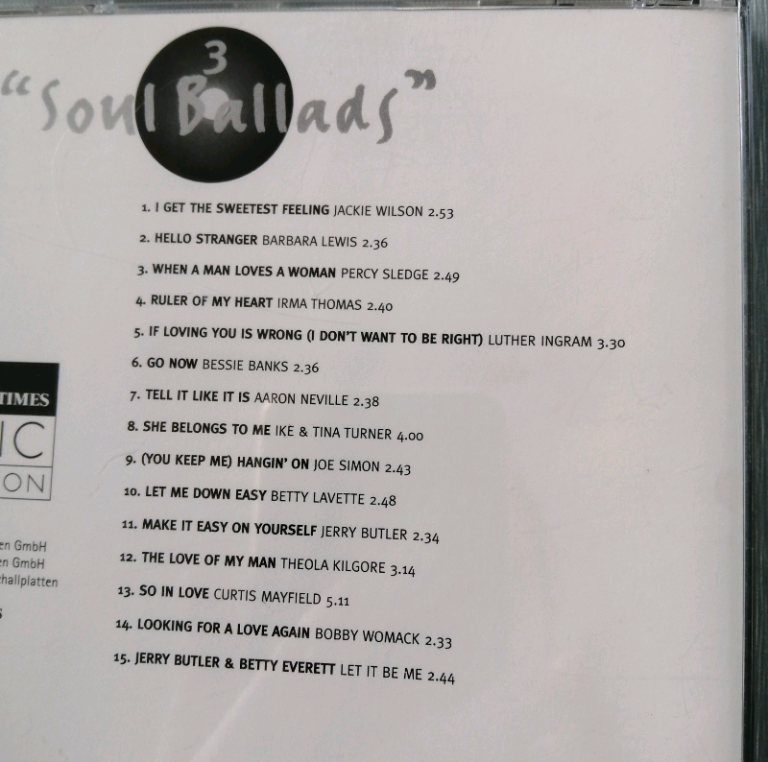 3
"Soul Ballads"
1. I GET THE SWEETEST FEELING JACKIE WILSON 2.53
2. HELLO STRANGER BARBARA LEWIS 2.36
3. WHEN A MAN LOVES A WOMAN PERCY SLEDGE 2.49
4. RULER OF MY HEART IRMA THOMAS 2.40
5. IF LOVING YOU IS WRONG (I DON'T WANT TO BE RIGHT) LUTHER INGRAM 3.30
6. GO NOW BESSIE BANKS 2.36
7. TELL IT LIKE IT IS AARON NEVILLE 2.38
8. SHE BELONGS TO ME IKE & TINA TURNER 4.00
9. (YOU KEEP ME) HANGIN' ON JOE SIMON 2.43
10. LET ME DOWN EASY BETTY LAVETTE 2.48
11. MAKE IT EASY ON YOURSELF JERRY BUTLER 2.34
12. THE LOVE OF MY MAN THEOLA KILGORE 3.14
13. SO IN LOVE CURTIS MAYFIELD 5.11
14. LOOKING FOR A LOVE AGAIN BOBBY WOMACK 2.33
15. JERRY BUTLER & BETTY EVERETT LET IT BE ME 2.44
TIMES
IC
ON
en GmbH
en GmbH
hallplatten